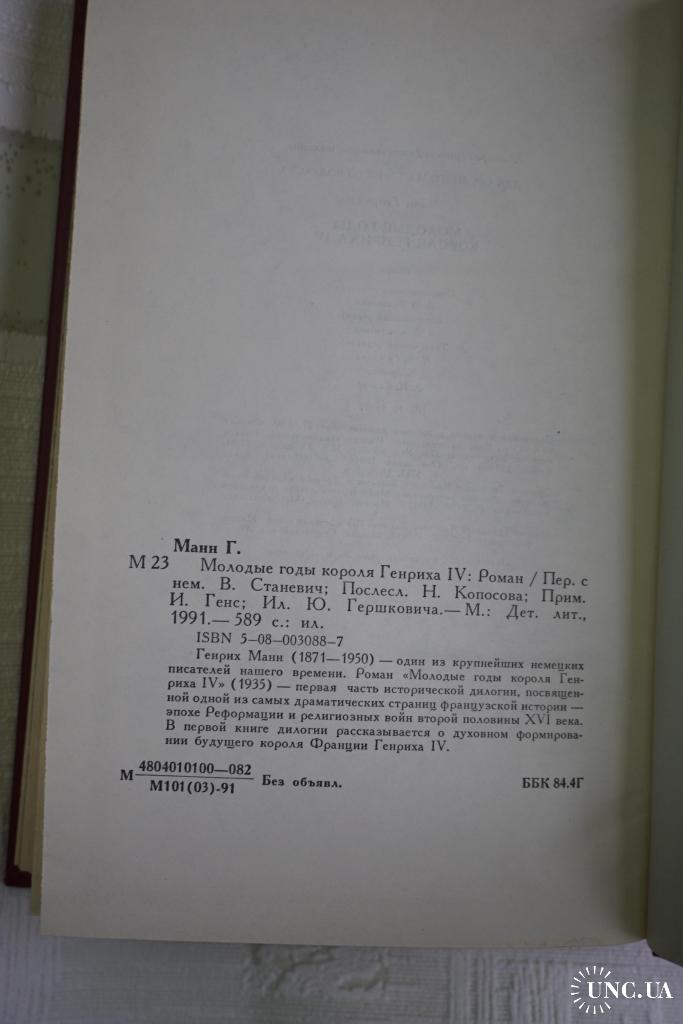 Манн Г.
М 23 Молодые годы короля Генриха IV: Роман / Пер. с
нем. В. Станевич; Послесл. Н. Копосова; Прим.
И. Генс; Ил. Ю. Гершковича.— М.: Дет. лит.,
1991.— 589 с.: ил.
ISBN 5—08—003088—7
Генрих Манн (1871—1950) — один из крупнейших немецких
писателей нашего времени. Роман «Молодые годы короля Ген-
риха IV» (1935) — первая часть исторической дилогии, посвящен-
ной одной из самых драматических страниц французской истории —
эпохе Реформации и религиозных войн второй половины XVI века.
В первой книге дилогии рассказывается о духовном формирова-
нии будущего короля Франции Генриха IV.
М 4804010100—082
М101(03)-91
Без объявл.
ББК 84.4Г
UNC.UA